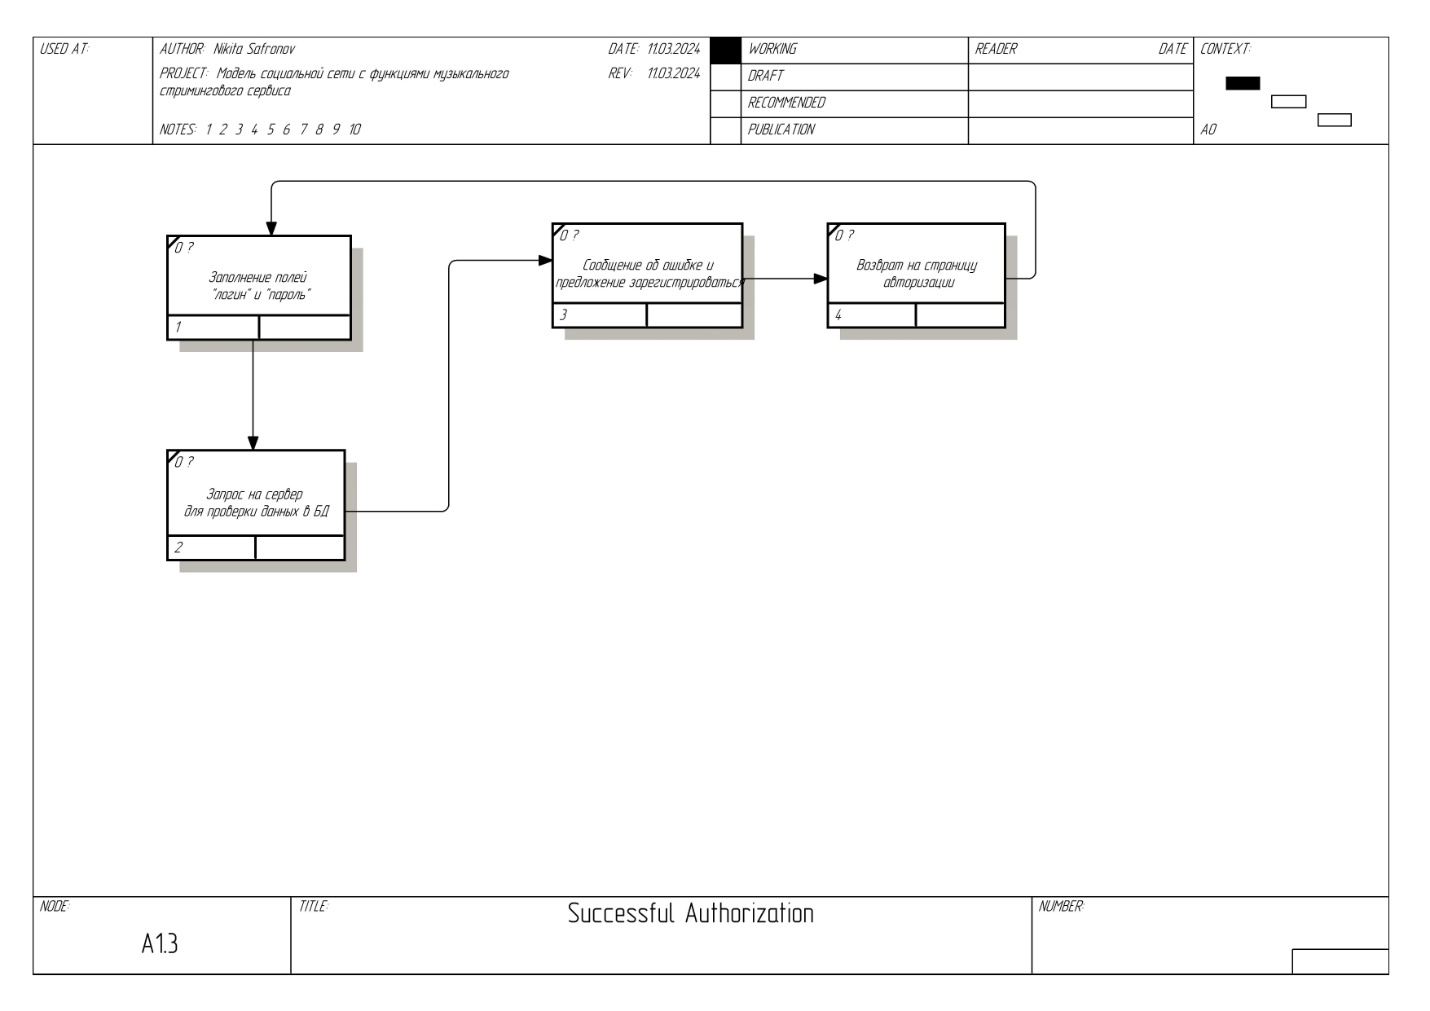 USED AT:
AUTHOR: Nikita Safronov
DATE: 11.03.2024
PROJECT: Модель социальной сети с функциями музыкального
стримингового сервиса
REV: 11.03.2024
NOTES: 1 2 3 4 5 6 7 8 9 10
WORKING
DRAFT
RECOMMENDED
PUBLICATION
READER
DATE
CONTEXT:
A0
0 ?
Заполнение полей
"логин" и "пароль"
1
0 ?
Сообщение об ошибке и
предложение зарегистрироваться
3
0 ?
Возврат на страницу
авторизации
4
0 ?
Запрос на сервер
для проверки данных в БД
2
NODE:
A1.3
TITLE:
Successful Authorization
NUMBER: